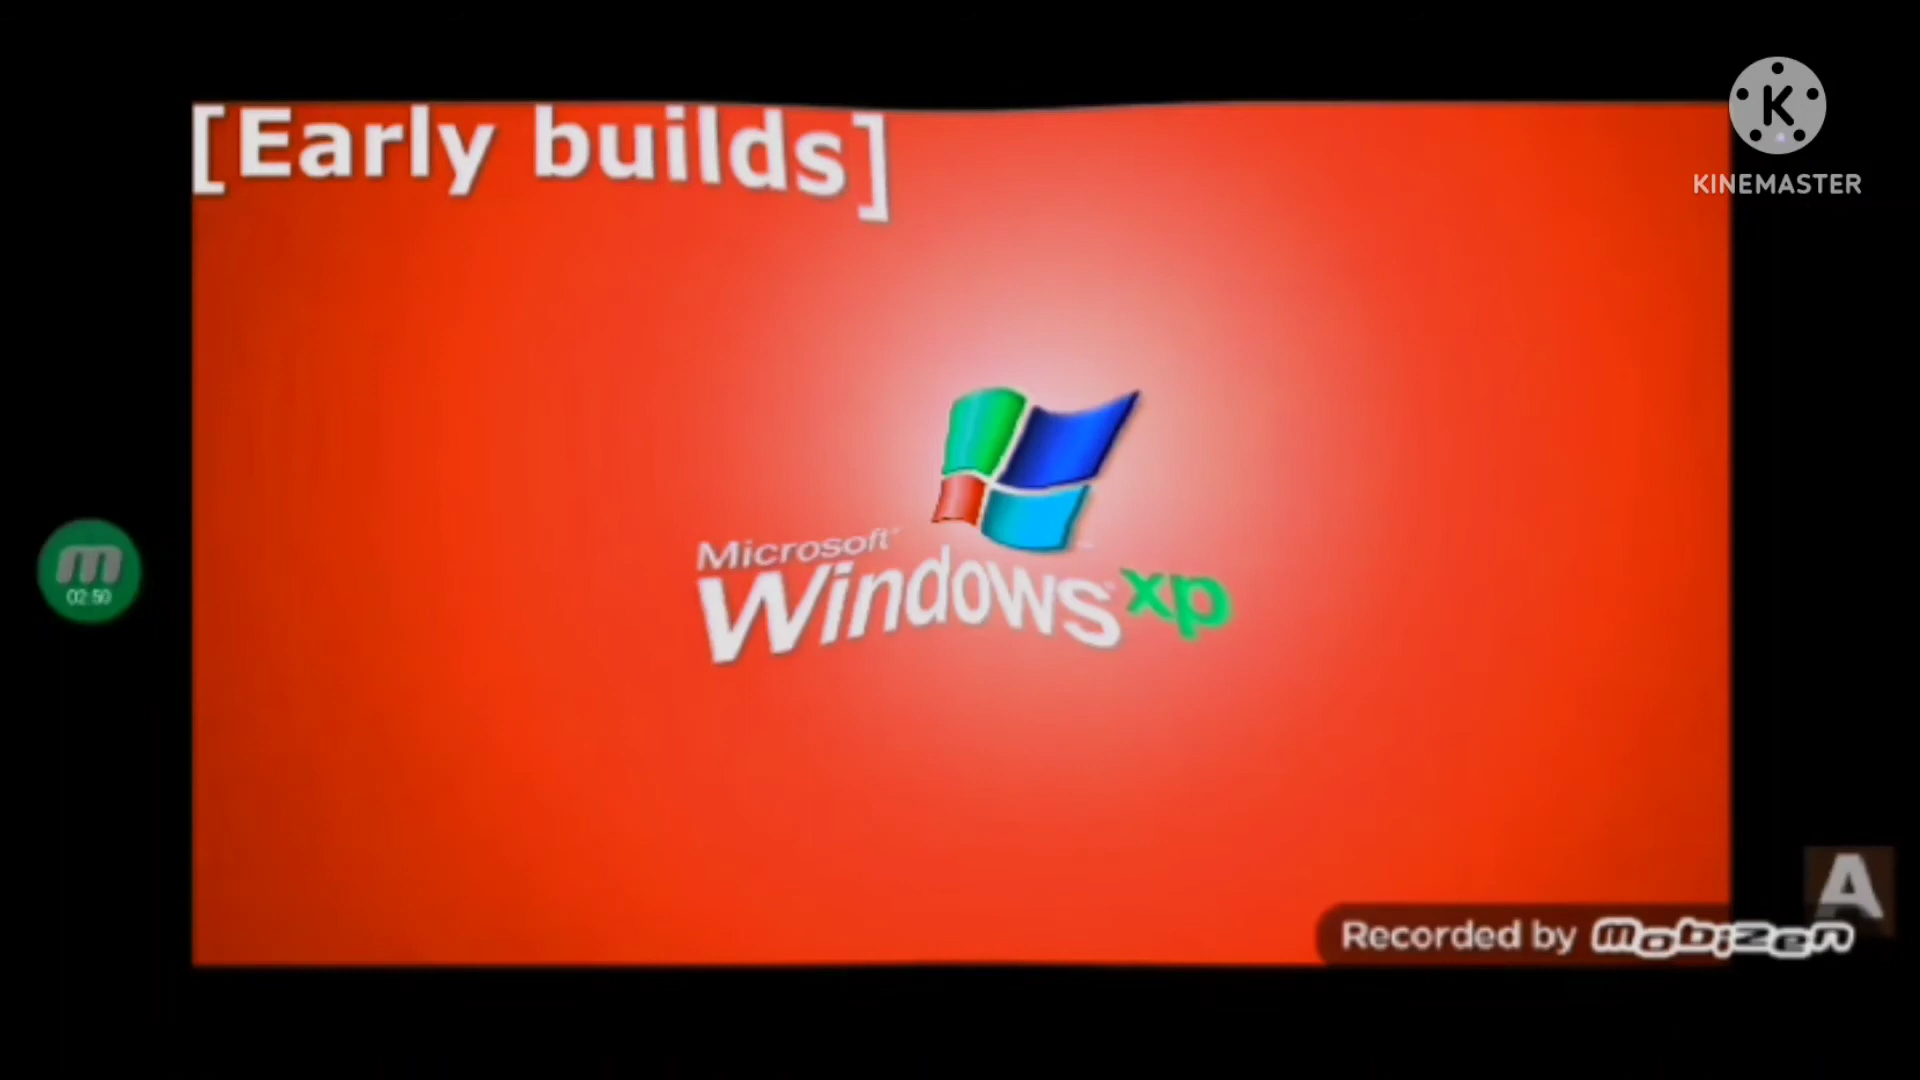 [Early builds]
K
KINEMASTER
Microsoft
Windows xp
m
02:50
A
Recorded by mobizen